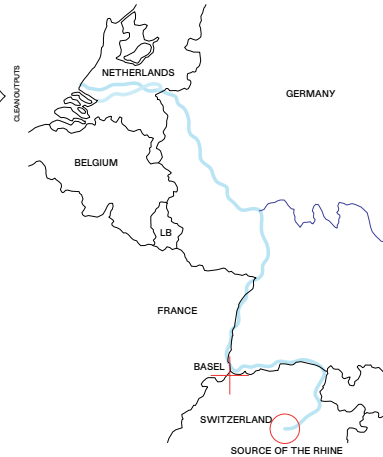 NETHERLANDS
CLEAN OUTPUTS
GERMANY
BELGIUM
LB
FRANCE
BASEL
SWITZERLAND
SOURCE OF THE RHINE